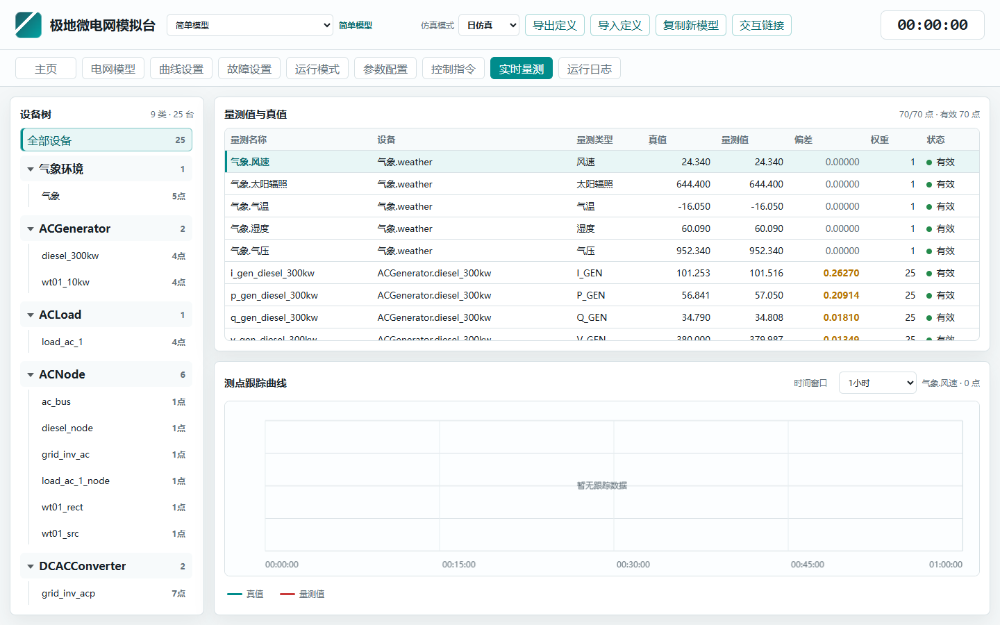 极地微电网模拟台 简单模型 简单模型 仿真模式 日仿真 导出定义 导入定义 复制新模型 交互链接 00:00:00
主页 电网模型 曲线设置 故障设置 运行模式 参数配置 控制指令 实时量测 运行日志
设备树 9 类 · 25 台
全部设备 25
气象环境 1
气象 5点
ACGenerator 2
diesel_300kw 4点
wt01_10kw 4点
ACLoad 1
load_ac_1 4点
ACNode 6
ac_bus 1点
diesel_node 1点
grid_inv_ac 1点
load_ac_1_node 1点
wt01_rect 1点
wt01_src 1点
DCACConverter 2
grid_inv_acp 7点
量测值与真值 70/70 点 · 有效 70 点
量测名称 设备 量测类型 真值 量测值 偏差 权重 状态
气象.风速 气象.weather 风速 24.340 24.340 0.00000 1 有效
气象.太阳辐照 气象.weather 太阳辐照 644.400 644.400 0.00000 1 有效
气象.气温 气象.weather 气温 -16.050 -16.050 0.00000 1 有效
气象.湿度 气象.weather 湿度 60.090 60.090 0.00000 1 有效
气象.气压 气象.weather 气压 952.340 952.340 0.00000 1 有效
i_gen_diesel_300kw ACGenerator.diesel_300kw I_GEN 101.253 101.516 0.26270 25 有效
p_gen_diesel_300kw ACGenerator.diesel_300kw P_GEN 56.841 57.050 0.20914 25 有效
q_gen_diesel_300kw ACGenerator.diesel_300kw Q_GEN 34.790 34.808 0.01810 25 有效
v_gen_diesel_300kw ACGenerator.diesel_300kw V_GEN 380.000 379.987 0.01349 25 有效
测点跟踪曲线 时间窗口 1小时 气象.风速 · 0 点
暂无跟踪数据
00:00:00 00:15:00 00:30:00 00:45:00 01:00:00
真值 量测值